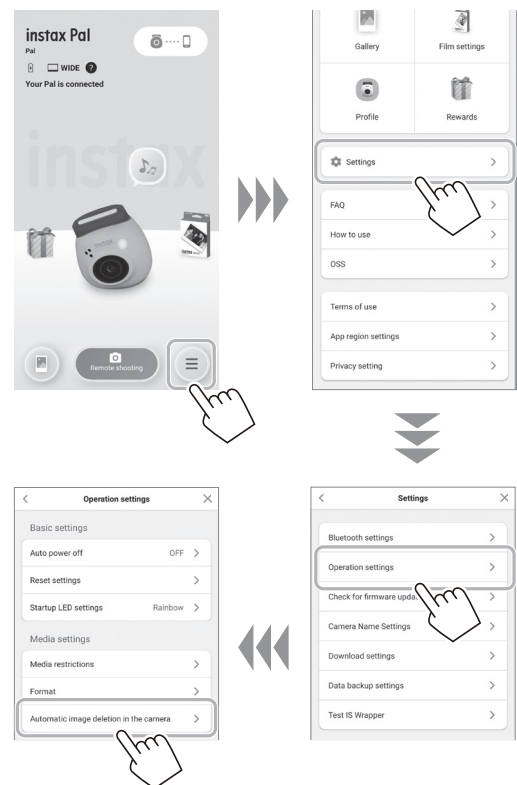 instax Pal
Pal
WIDE ?
Your Pal is connected
instax
instax
Remote shooting
Gallery
Film settings
Profile
Rewards
Settings
FAQ
How to use
OSS
Terms of use
App region settings
Privacy setting
Settings
Bluetooth settings
Operation settings
Check for firmware upda
Camera Name Settings
Download settings
Data backup settings
Test IS Wrapper
Operation settings
Basic settings
Auto power off OFF
Reset settings
Startup LED settings Rainbow
Media settings
Media restrictions
Format
Automatic image deletion in the camera